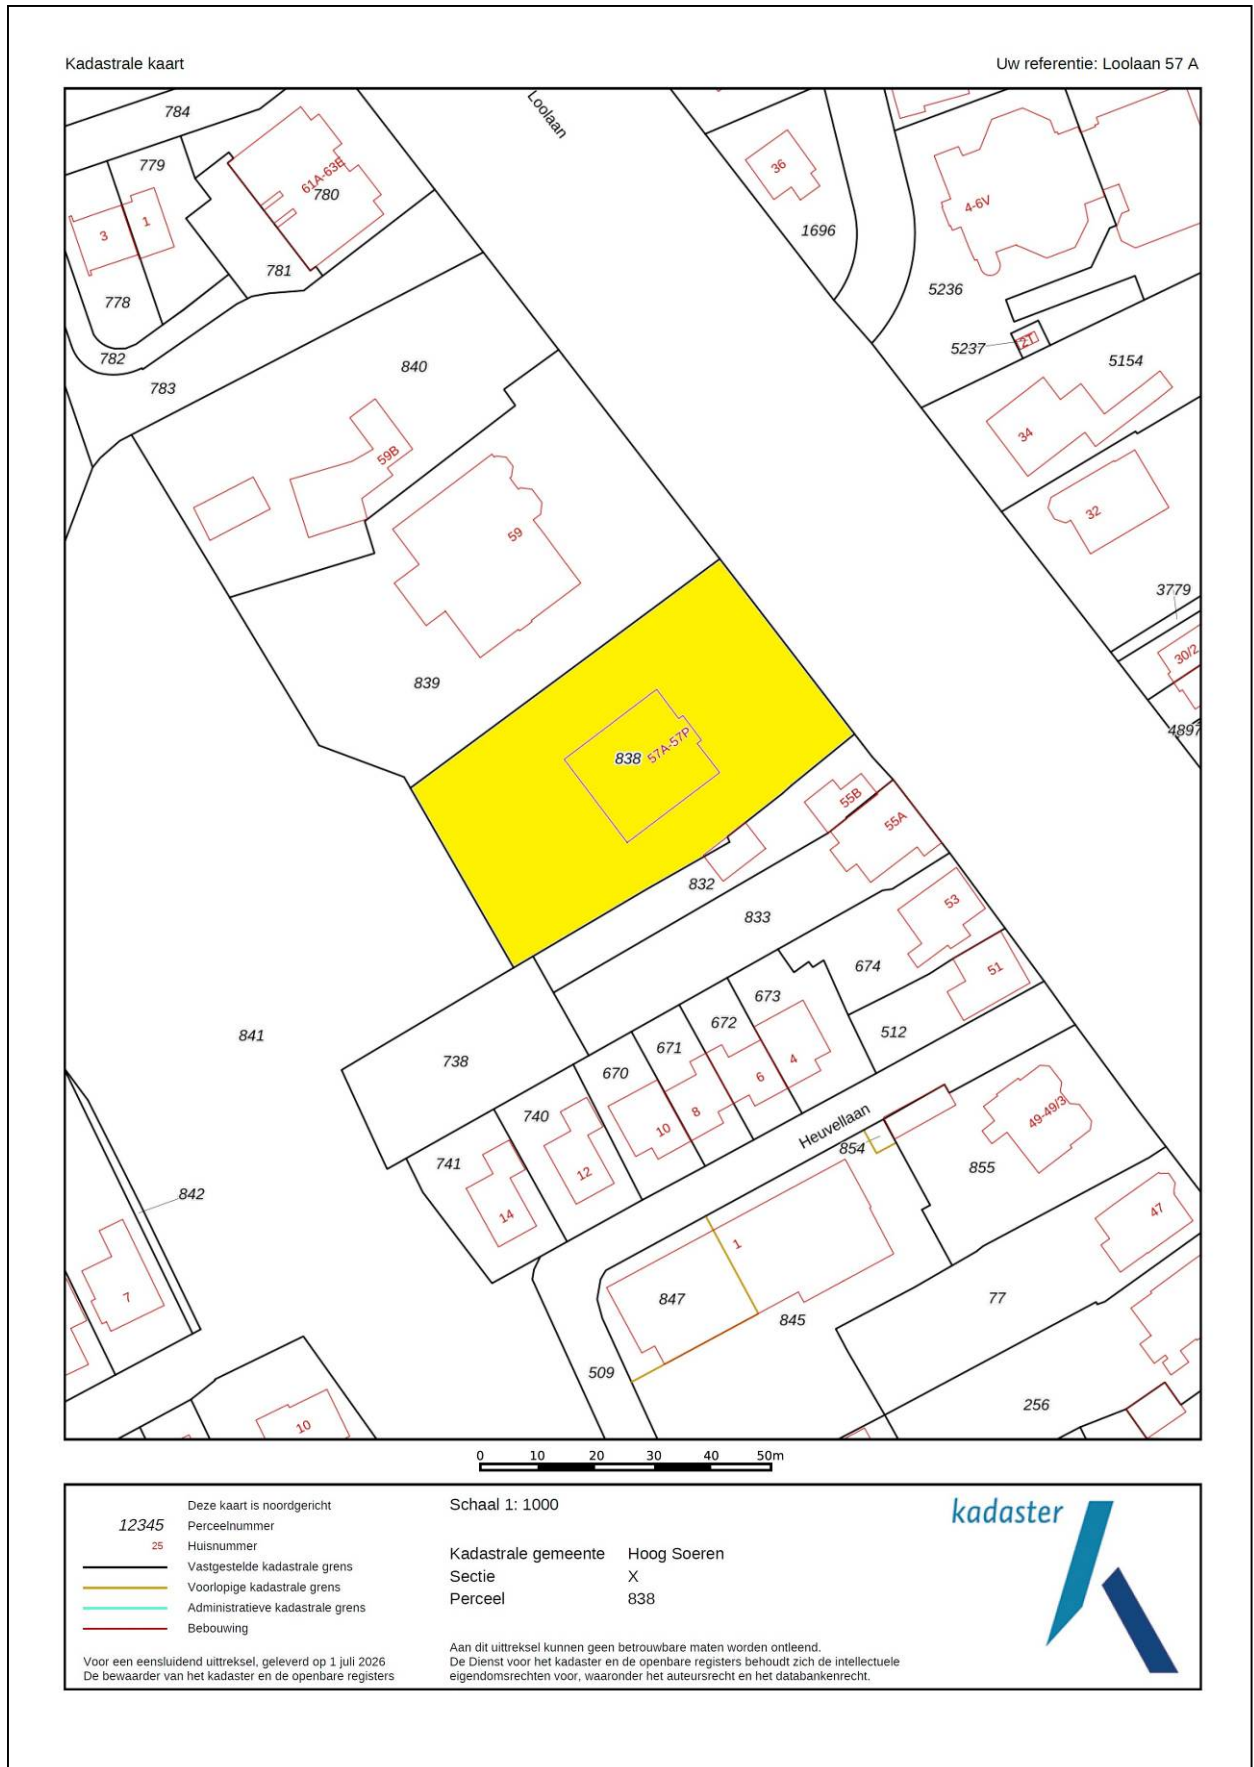 Kadastrale kaart
Uw referentie: Loolaan 57 A
784
Loolaan
779
36
61A-63E
780
4-6V
3
1
1696
781
778
5236
782
5237
21
5154
783
840
34
59B
32
59
3779
30/2
839
4897
838
57A-57P
55B
55A
832
53
833
674
51
673
672
512
841
671
738
670
4
6
740
8
10
Heuvellaan
49-49/3
854
741
12
855
842
14
47
1
7
847
77
845
509
256
10
0 10 20 30 40 50m
Deze kaart is noordgericht
12345 Perceelnummer
25 Huisnummer
Vastgestelde kadastrale grens
Voorlopige kadastrale grens
Administratieve kadastrale grens
Bebouwing
Voor een eensluidend uittreksel, geleverd op 1 juli 2026
De bewaarder van het kadaster en de openbare registers
Schaal 1: 1000
Kadastrale gemeente Hoog Soeren
Sectie X
Perceel 838
Aan dit uittreksel kunnen geen betrouwbare maten worden ontleend.
De Dienst voor het kadaster en de openbare registers behoudt zich de intellectuele
eigendomsrechten voor, waaronder het auteursrecht en het databankenrecht.
kadaster